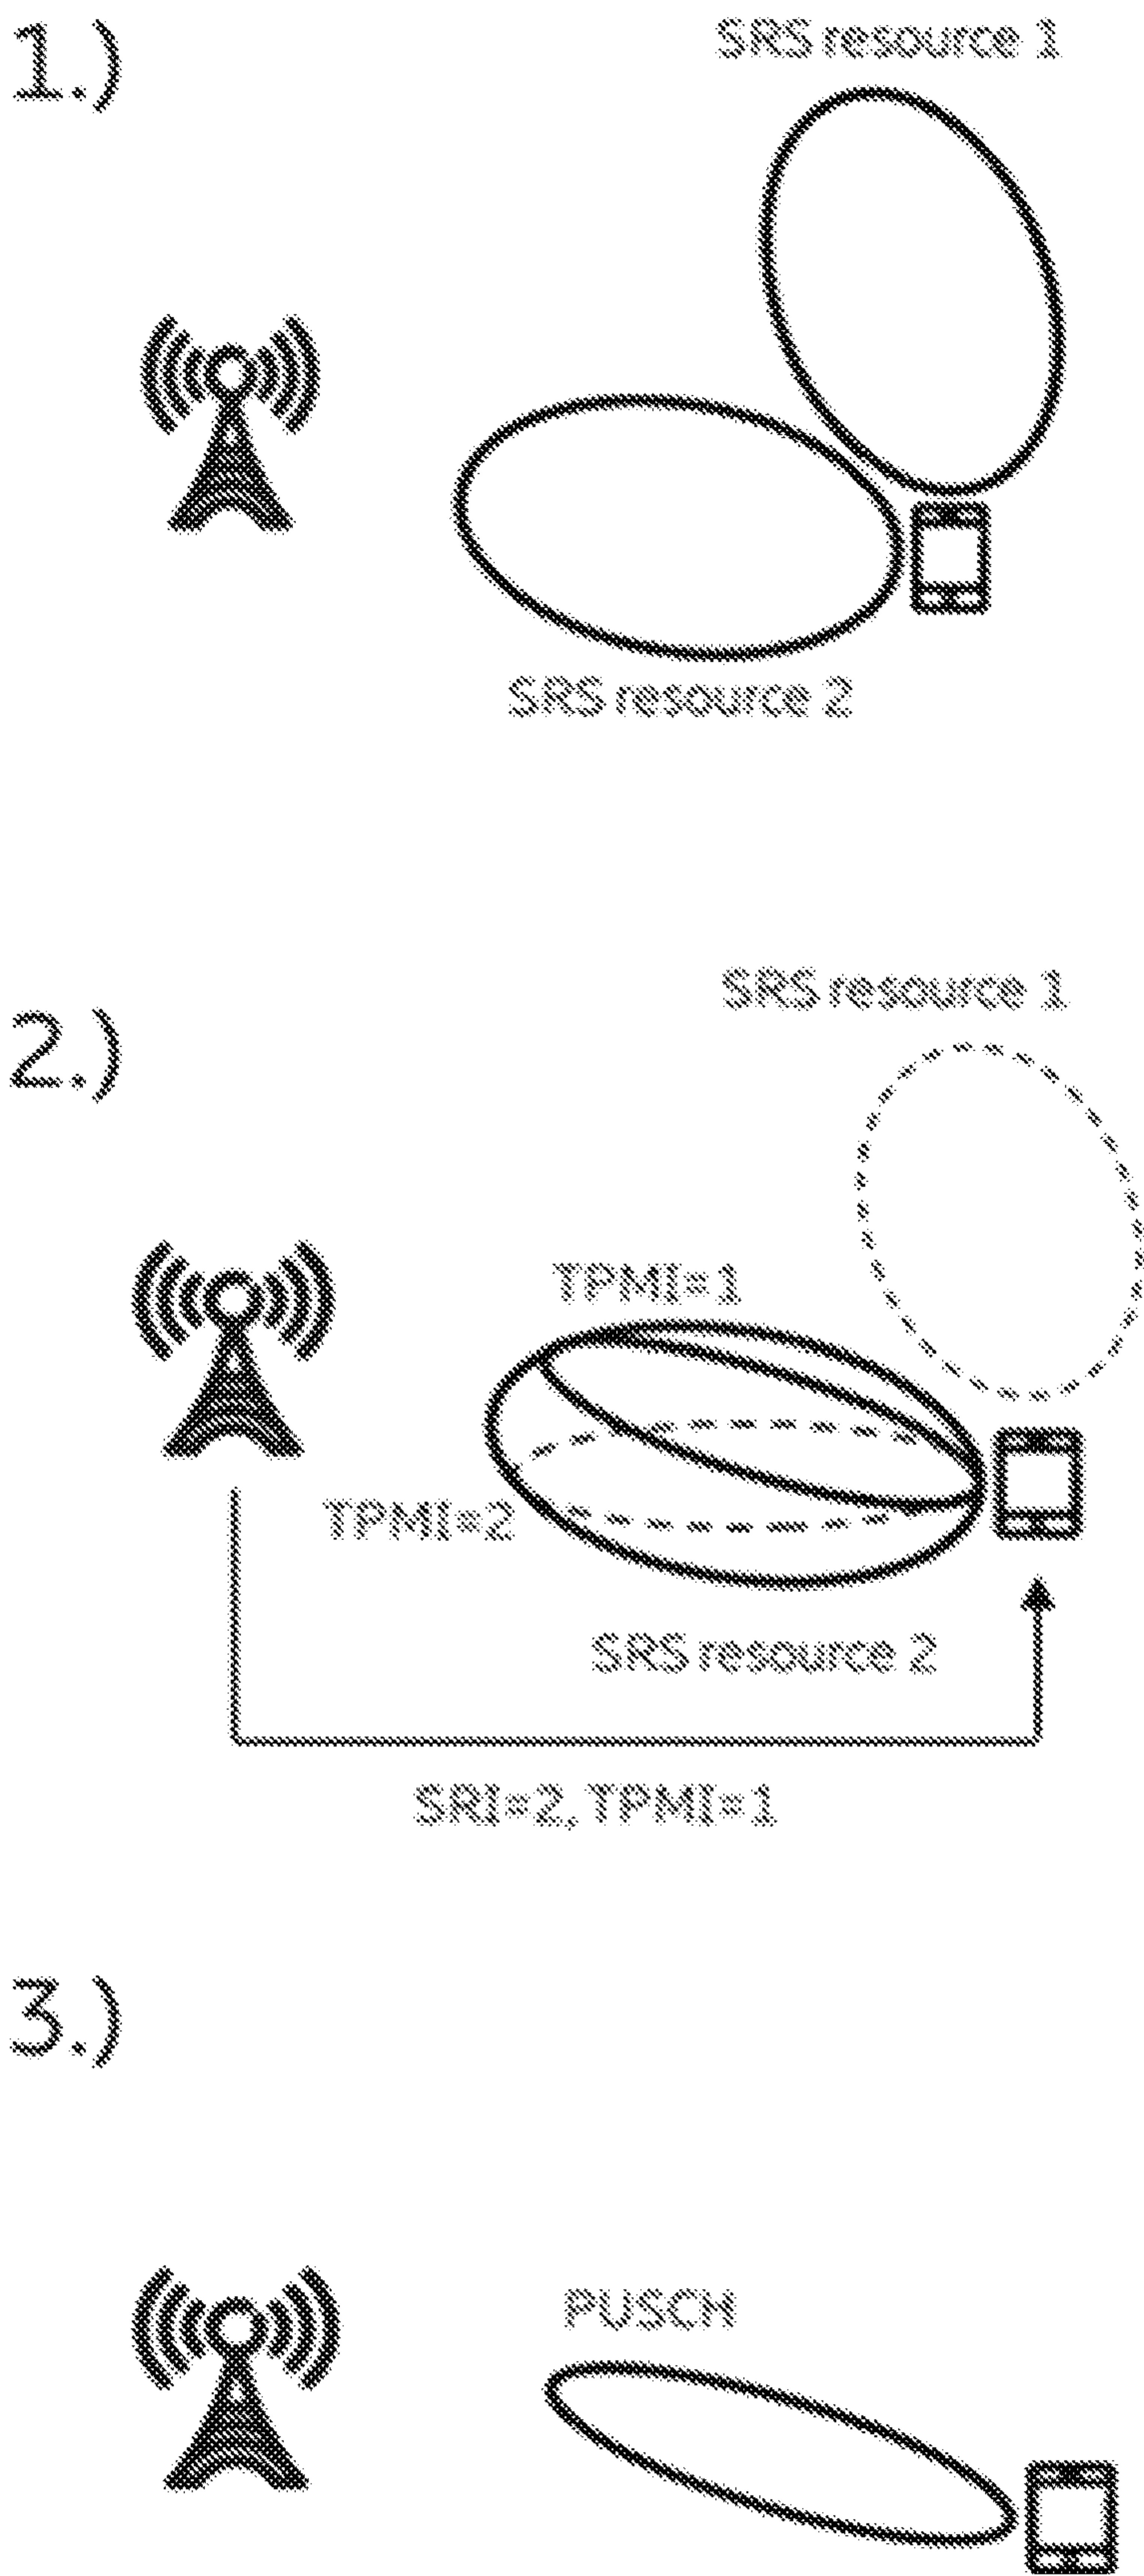 1.)
SRS resource 1
SRS resource 2
2.)
SRS resource 1
TPMI=1
TPMI=2
SRS resource 2
SRI=2, TPMI=1
3.)
PUSCH